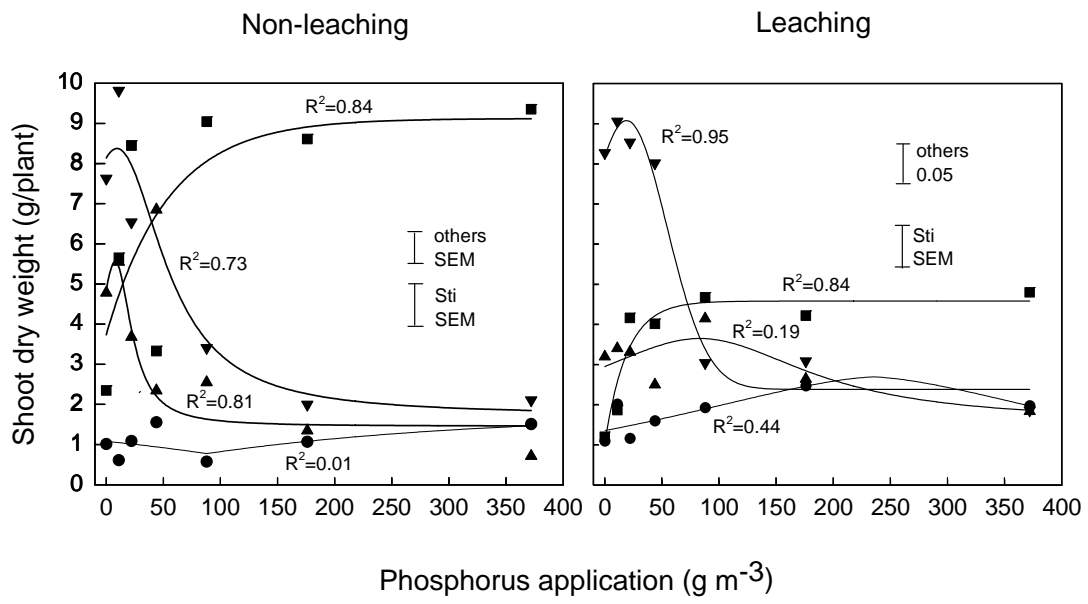 Non-leaching
Leaching
Shoot dry weight (g/plant)
10
9
8
7
6
5
4
3
2
1
0
R²=0.84
R²=0.73
R²=0.81
R²=0.01
others
SEM
Sti
SEM
0 50 100 150 200 250 300 350 400
R²=0.95
R²=0.84
R²=0.19
R²=0.44
others
0.05
Sti
SEM
0 50 100 150 200 250 300 350 400
Phosphorus application (g m⁻³)